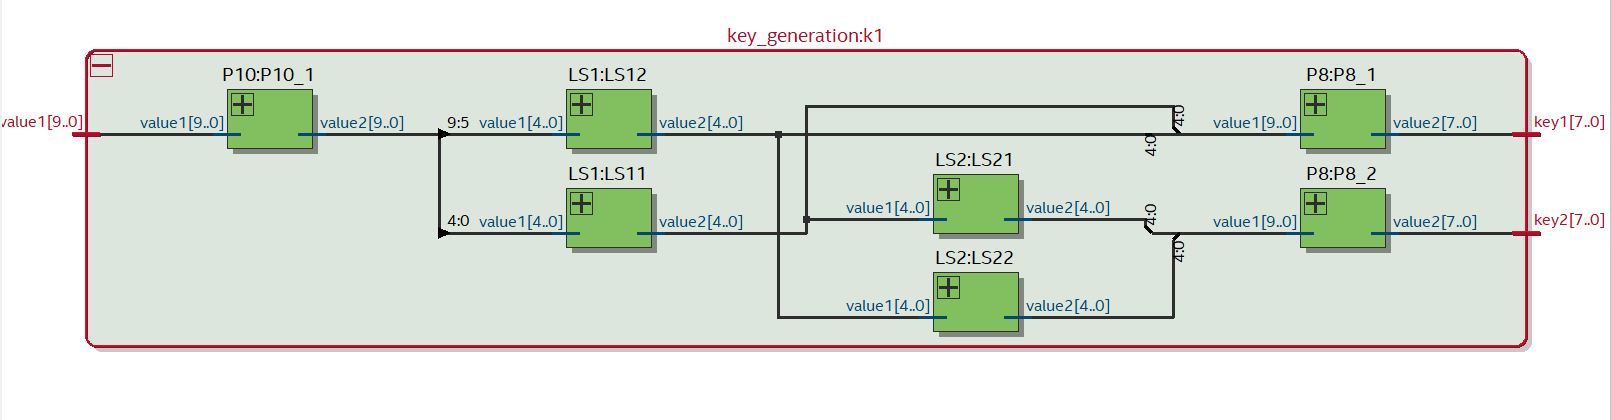 key_generation:k1
P10:P10_1
LS1:LS12
P8:P8_1
value1[9..0]
value1[9..0]
value2[9..0]
9:5
value1[4..0]
value2[4..0]
4:0
4:0
value1[9..0]
value2[7..0]
key1[7..0]
LS1:LS11
LS2:LS21
P8:P8_2
4:0
value1[4..0]
value2[4..0]
value1[4..0]
value2[4..0]
4:0
4:0
value1[9..0]
value2[7..0]
key2[7..0]
LS2:LS22
value1[4..0]
value2[4..0]